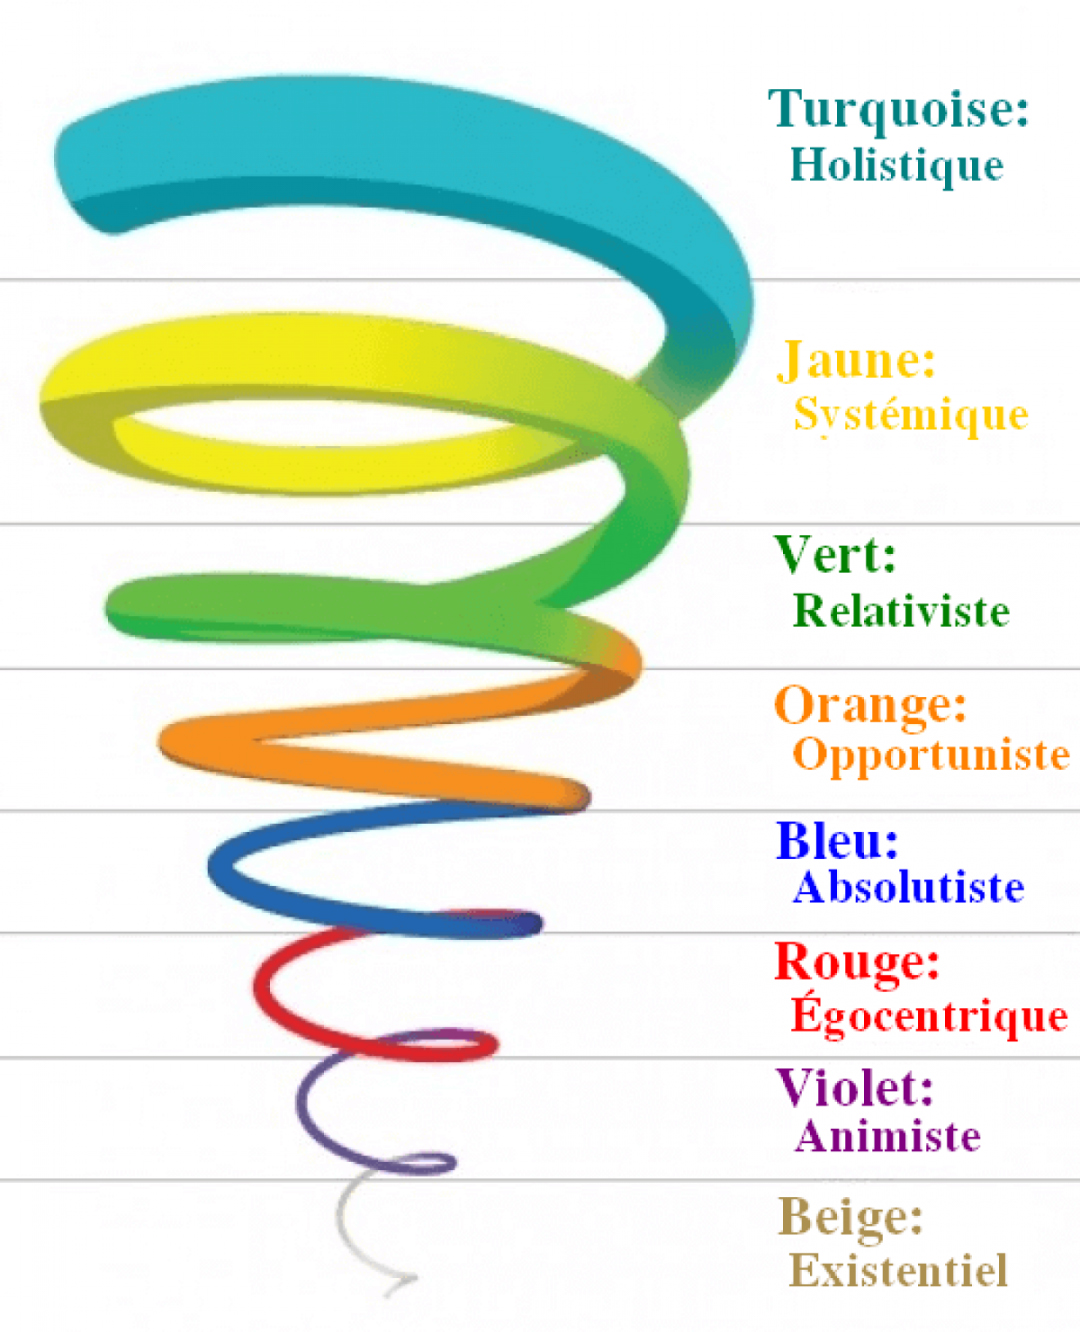 Turquoise:
Holistique
Jaune:
Systémique
Vert:
Relativiste
Orange:
Opportuniste
Bleu:
Absolutiste
Rouge:
Égocentrique
Violet:
Animiste
Beige:
Existentiel